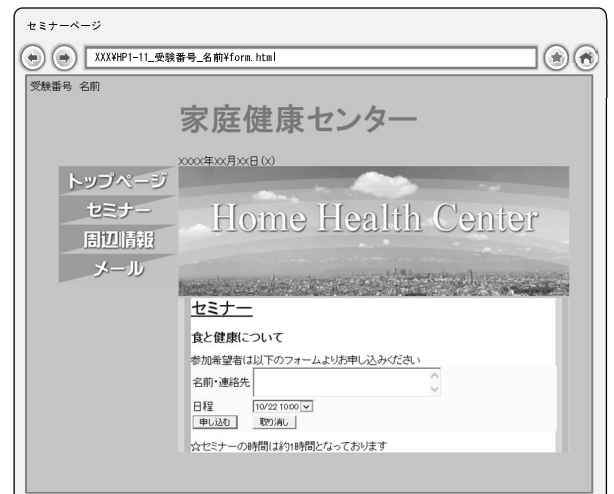 セミナーページ
XXX¥HP1-11_受験番号_名前¥form.html
受験番号 名前
家庭健康センター
xxxx年xx月xx日(x)
トップページ
セミナー
周辺情報
メール
Home Health Center
セミナー
食と健康について
参加希望者は以下のフォームよりお申し込みください
名前・連絡先
日程 10/22 10:00
申し込む 取り消し
☆セミナーの時間は約1時間となっております